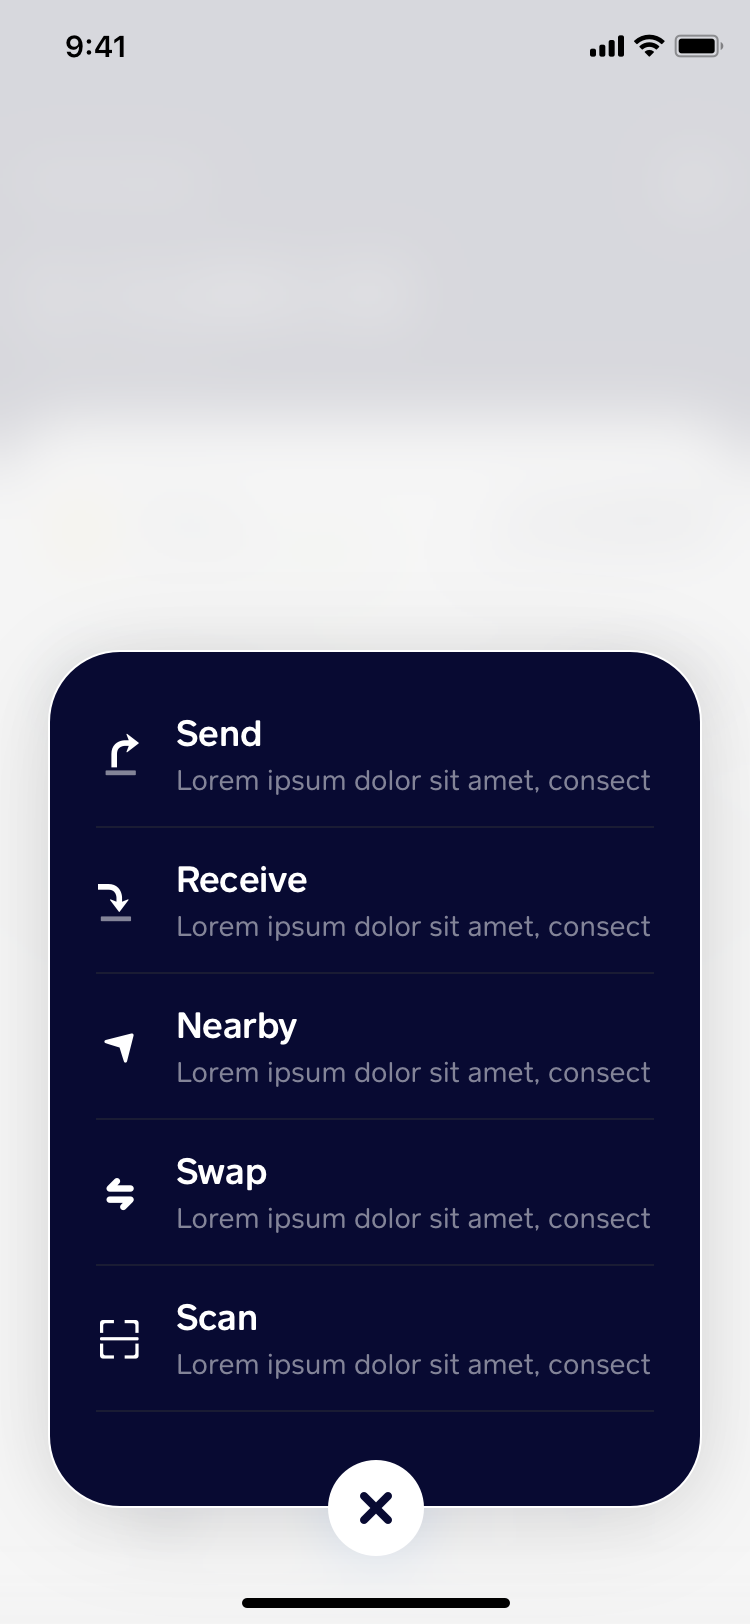 9:41
Send
Lorem ipsum dolor sit amet, consect
Receive
Lorem ipsum dolor sit amet, consect
Nearby
Lorem ipsum dolor sit amet, consect
Swap
Lorem ipsum dolor sit amet, consect
Scan
Lorem ipsum dolor sit amet, consect